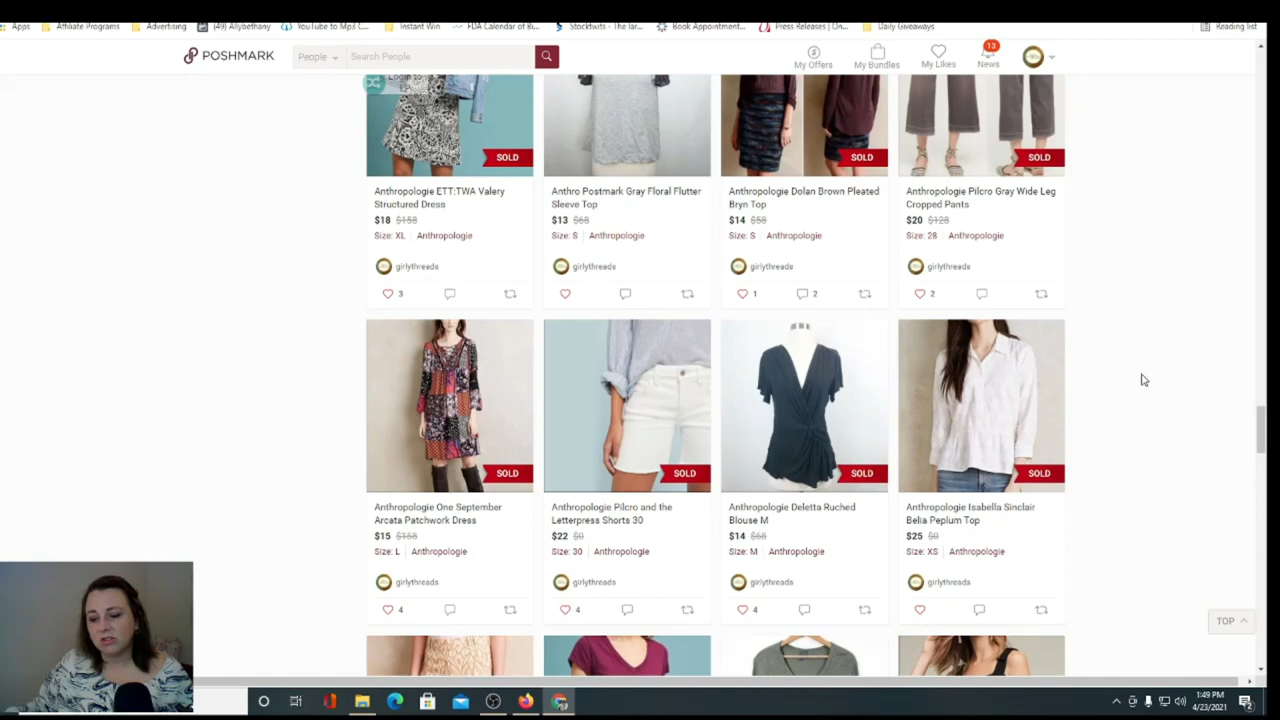 Apps Affiliate Programs Advertising (49) Allybethany YouTube to Mp3 C... Instant Win FDA Calendar of Bi... Stocktwits - The lar... Book Appointment... Press Releases | On... Daily Giveaways Reading list
POSHMARK People Search People My Offers My Bundles My Likes 13 News
Login to
SOLD SOLD SOLD
Anthropologie ETT:TWA Valery Structured Dress
$18 $158
Size: XL | Anthropologie
girlythreads
3
Anthro Postmark Gray Floral Flutter Sleeve Top
$13 $68
Size: S | Anthropologie
girlythreads
Anthropologie Dolan Brown Pleated Bryn Top
$14 $58
Size: S | Anthropologie
girlythreads
1 2
Anthropologie Pilcro Gray Wide Leg Cropped Pants
$20 $128
Size: 28 | Anthropologie
girlythreads
2
SOLD SOLD SOLD SOLD
Anthropologie One September Arcata Patchwork Dress
$15 $158
Size: L | Anthropologie
girlythreads
4
Anthropologie Pilcro and the Letterpress Shorts 30
$22 $0
Size: 30 | Anthropologie
girlythreads
4
Anthropologie Deletta Ruched Blouse M
$14 $68
Size: M | Anthropologie
girlythreads
4
Anthropologie Isabella Sinclair Belia Peplum Top
$25 $0
Size: XS | Anthropologie
girlythreads
TOP
1:49 PM
4/23/2021
2